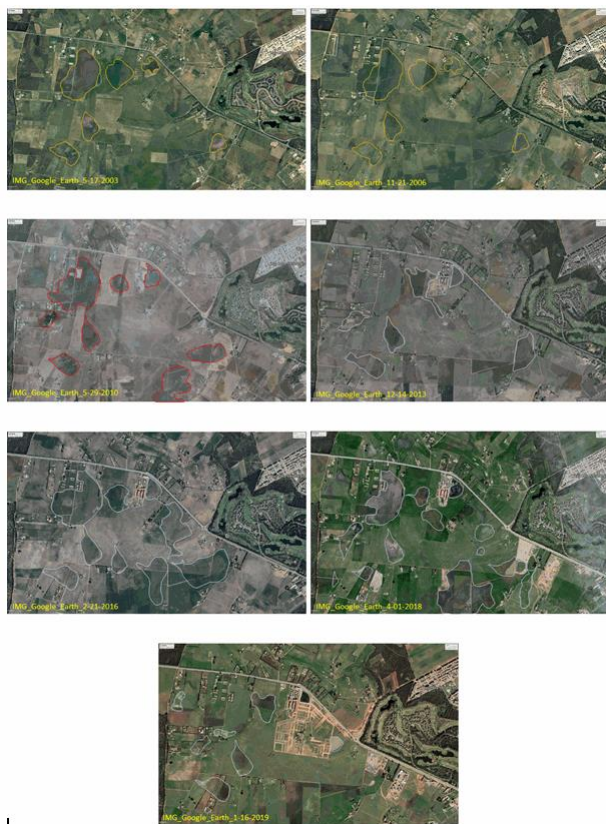 IMG_Google_Earth_5-17-2003
IMG_Google_Earth_11-21-2006
IMG_Google_Earth_5-29-2010
IMG_Google_Earth_12-14-2013
IMG_Google_Earth_2-21-2016
IMG_Google_Earth_4-01-2018
IMG_Google_Earth_1-16-2019